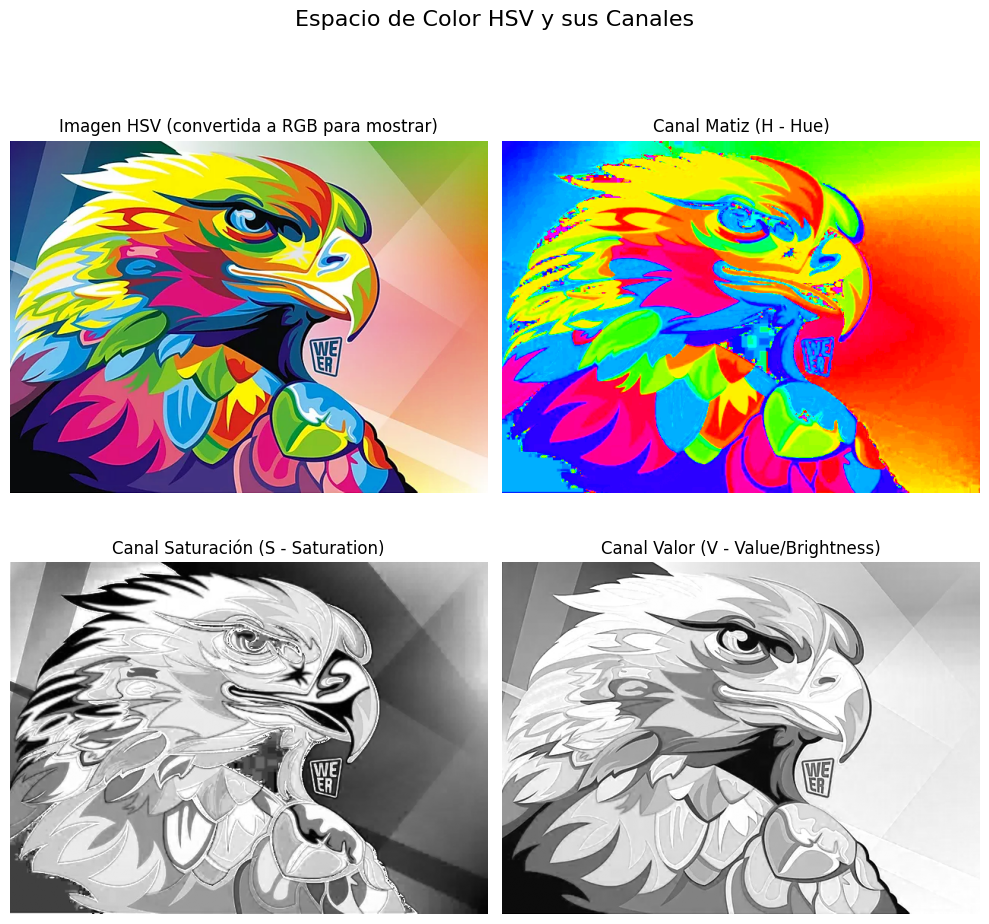 Espacio de Color HSV y sus Canales
Imagen HSV (convertida a RGB para mostrar)
Canal Matiz (H - Hue)
WE
ER
WE
ER
Canal Saturación (S - Saturation)
Canal Valor (V - Value/Brightness)
WE
ER
WE
ER